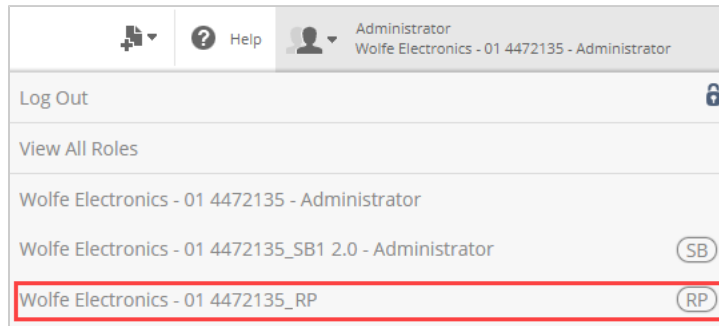 Help
Administrator
Wolfe Electronics - 01 4472135 - Administrator
Log Out
View All Roles
Wolfe Electronics - 01 4472135 - Administrator
Wolfe Electronics - 01 4472135_SB1 2.0 - Administrator
SB
Wolfe Electronics - 01 4472135_RP
RP